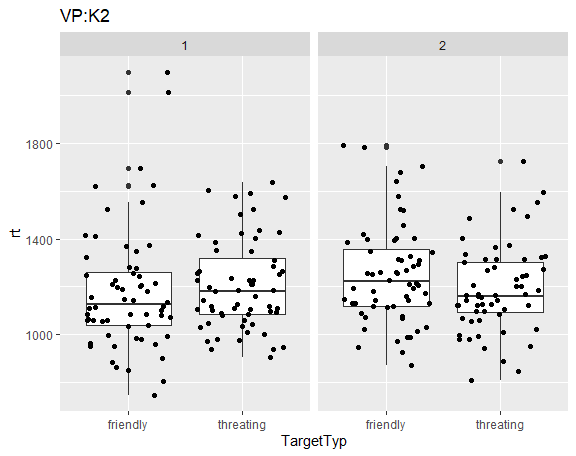 VP:K2
1 2
rt
1800
1400
1000
friendly threating friendly threating
TargetTyp